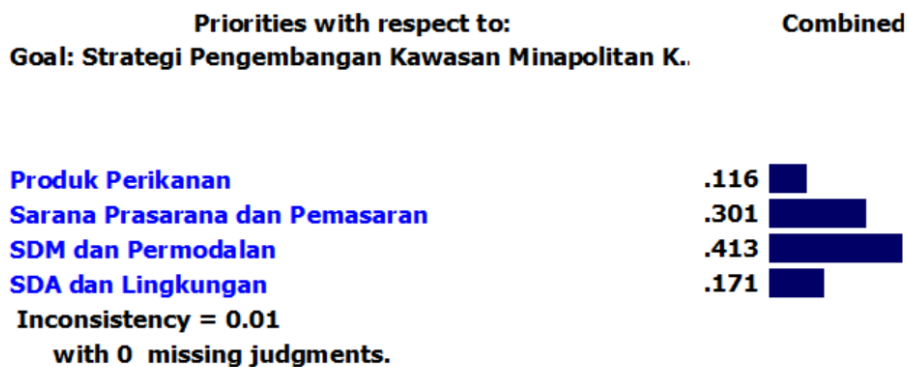 Priorities with respect to:
Combined
Goal: Strategi Pengembangan Kawasan Minapolitan K..
Produk Perikanan .116
Sarana Prasarana dan Pemasaran .301
SDM dan Permodalan .413
SDA dan Lingkungan .171
Inconsistency = 0.01
with 0 missing judgments.